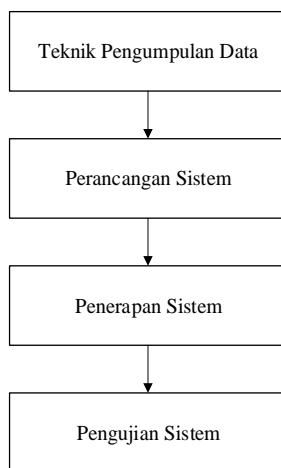 Teknik Pengumpulan Data
Perancangan Sistem
Penerapan Sistem
Pengujian Sistem